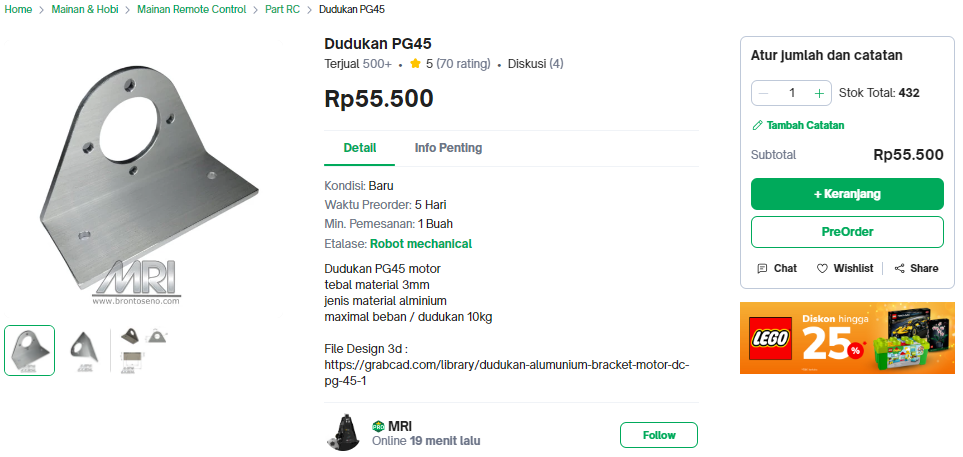 Home > Mainan & Hobi > Mainan Remote Control > Part RC > Dudukan PG45
MRI
www.brontoseno.com
Dudukan PG45
Terjual 500+ • 5 (70 rating) • Diskusi (4)
Rp55.500
Detail Info Penting
Kondisi: Baru
Waktu Preorder: 5 Hari
Min. Pemesanan: 1 Buah
Etalase: Robot mechanical
Dudukan PG45 motor
tebal material 3mm
jenis material alminium
maximal beban / dudukan 10kg
File Design 3d :
https://grabcad.com/library/dudukan-alumunium-bracket-motor-dc-
pg-45-1
PRO MRI
Online 19 menit lalu
Follow
Atur jumlah dan catatan
1 Stok Total: 432
Tambah Catatan
Subtotal Rp55.500
+ Keranjang
PreOrder
Chat Wishlist Share
LEGO
Diskon hingga
25%